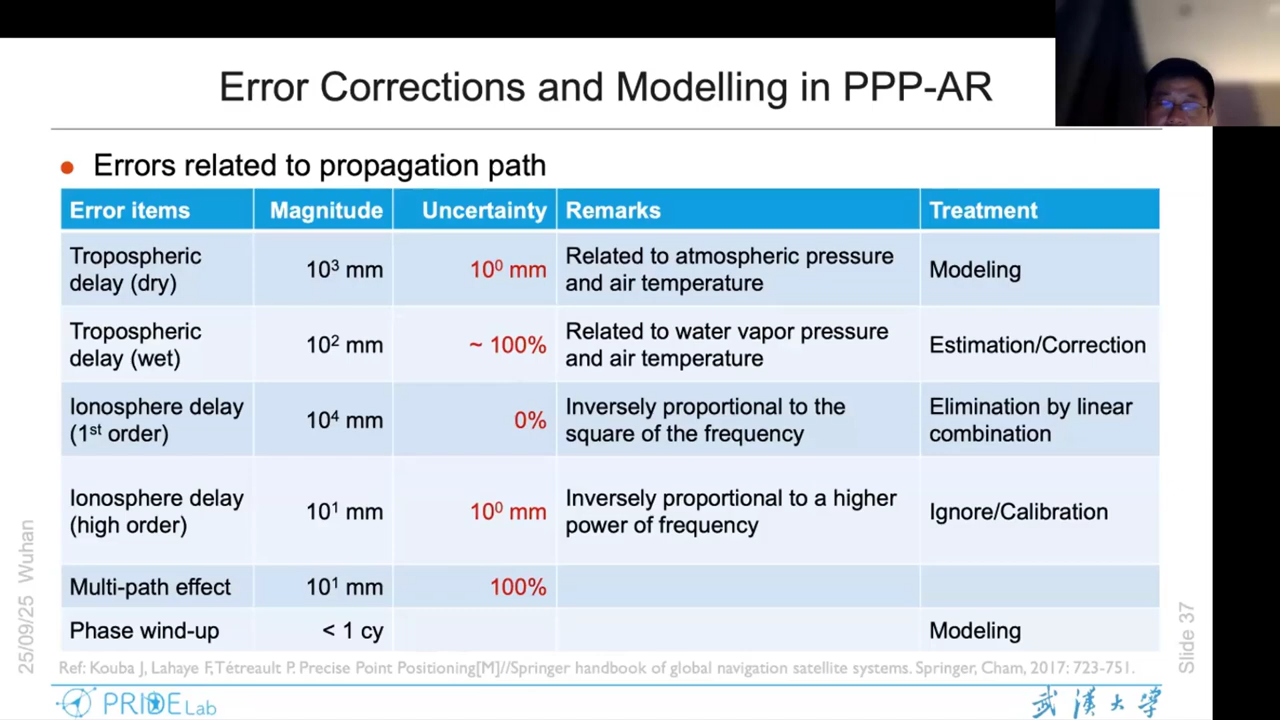 Error Corrections and Modelling in PPP-AR
• Errors related to propagation path
Error items Magnitude Uncertainty Remarks Treatment
Tropospheric delay (dry) 10³ mm 10⁰ mm Related to atmospheric pressure and air temperature Modeling
Tropospheric delay (wet) 10² mm ~ 100% Related to water vapor pressure and air temperature Estimation/Correction
Ionosphere delay (1ˢᵗ order) 10⁴ mm 0% Inversely proportional to the square of the frequency Elimination by linear combination
Ionosphere delay (high order) 10¹ mm 10⁰ mm Inversely proportional to a higher power of frequency Ignore/Calibration
Multi-path effect 10¹ mm 100%
Phase wind-up < 1 cy Modeling
Ref: Kouba J, Lahaye F, Tétreault P. Precise Point Positioning[M]//Springer handbook of global navigation satellite systems. Springer, Cham, 2017: 723-751.
25/09/25 Wuhan
Slide 37
PRIDE Lab
武汉大学